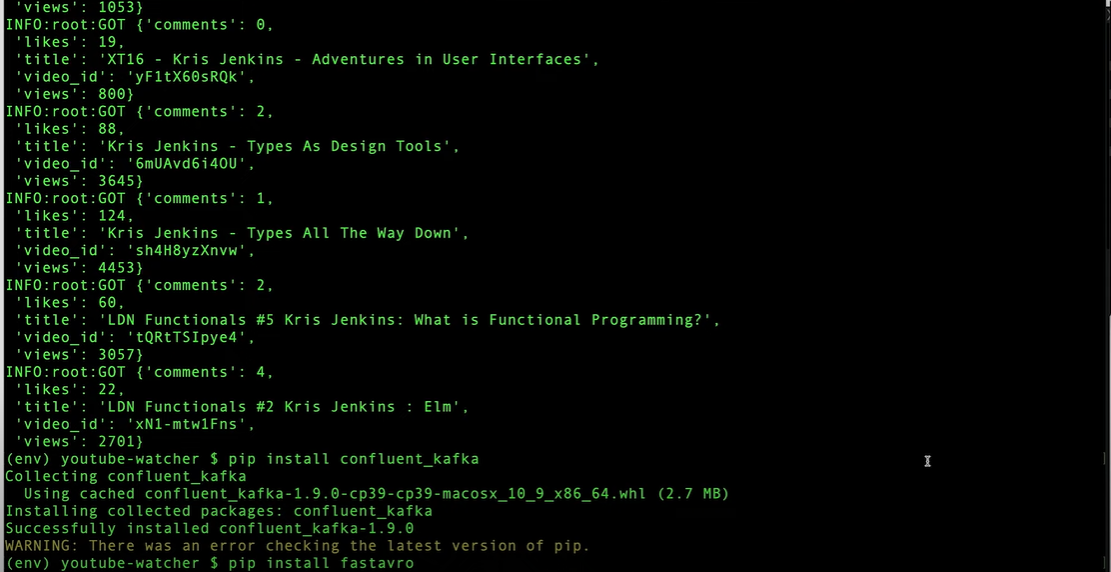 'views': 1053}
INFO:root:GOT {'comments': 0,
'likes': 19,
'title': 'XT16 - Kris Jenkins - Adventures in User Interfaces',
'video_id': 'yF1tX60sRQk',
'views': 800}
INFO:root:GOT {'comments': 2,
'likes': 88,
'title': 'Kris Jenkins - Types As Design Tools',
'video_id': '6mUAvd6i4OU',
'views': 3645}
INFO:root:GOT {'comments': 1,
'likes': 124,
'title': 'Kris Jenkins - Types All The Way Down',
'video_id': 'sh4H8yzXnvw',
'views': 4453}
INFO:root:GOT {'comments': 2,
'likes': 60,
'title': 'LDN Functionals #5 Kris Jenkins: What is Functional Programming?',
'video_id': 'tQRtTSIpye4',
'views': 3057}
INFO:root:GOT {'comments': 4,
'likes': 22,
'title': 'LDN Functionals #2 Kris Jenkins : Elm',
'video_id': 'xN1-mtw1Fns',
'views': 2701}
(env) youtube-watcher $ pip install confluent_kafka
Collecting confluent_kafka
Using cached confluent_kafka-1.9.0-cp39-cp39-macosx_10_9_x86_64.whl (2.7 MB)
Installing collected packages: confluent_kafka
Successfully installed confluent_kafka-1.9.0
WARNING: There was an error checking the latest version of pip.
(env) youtube-watcher $ pip install fastavro